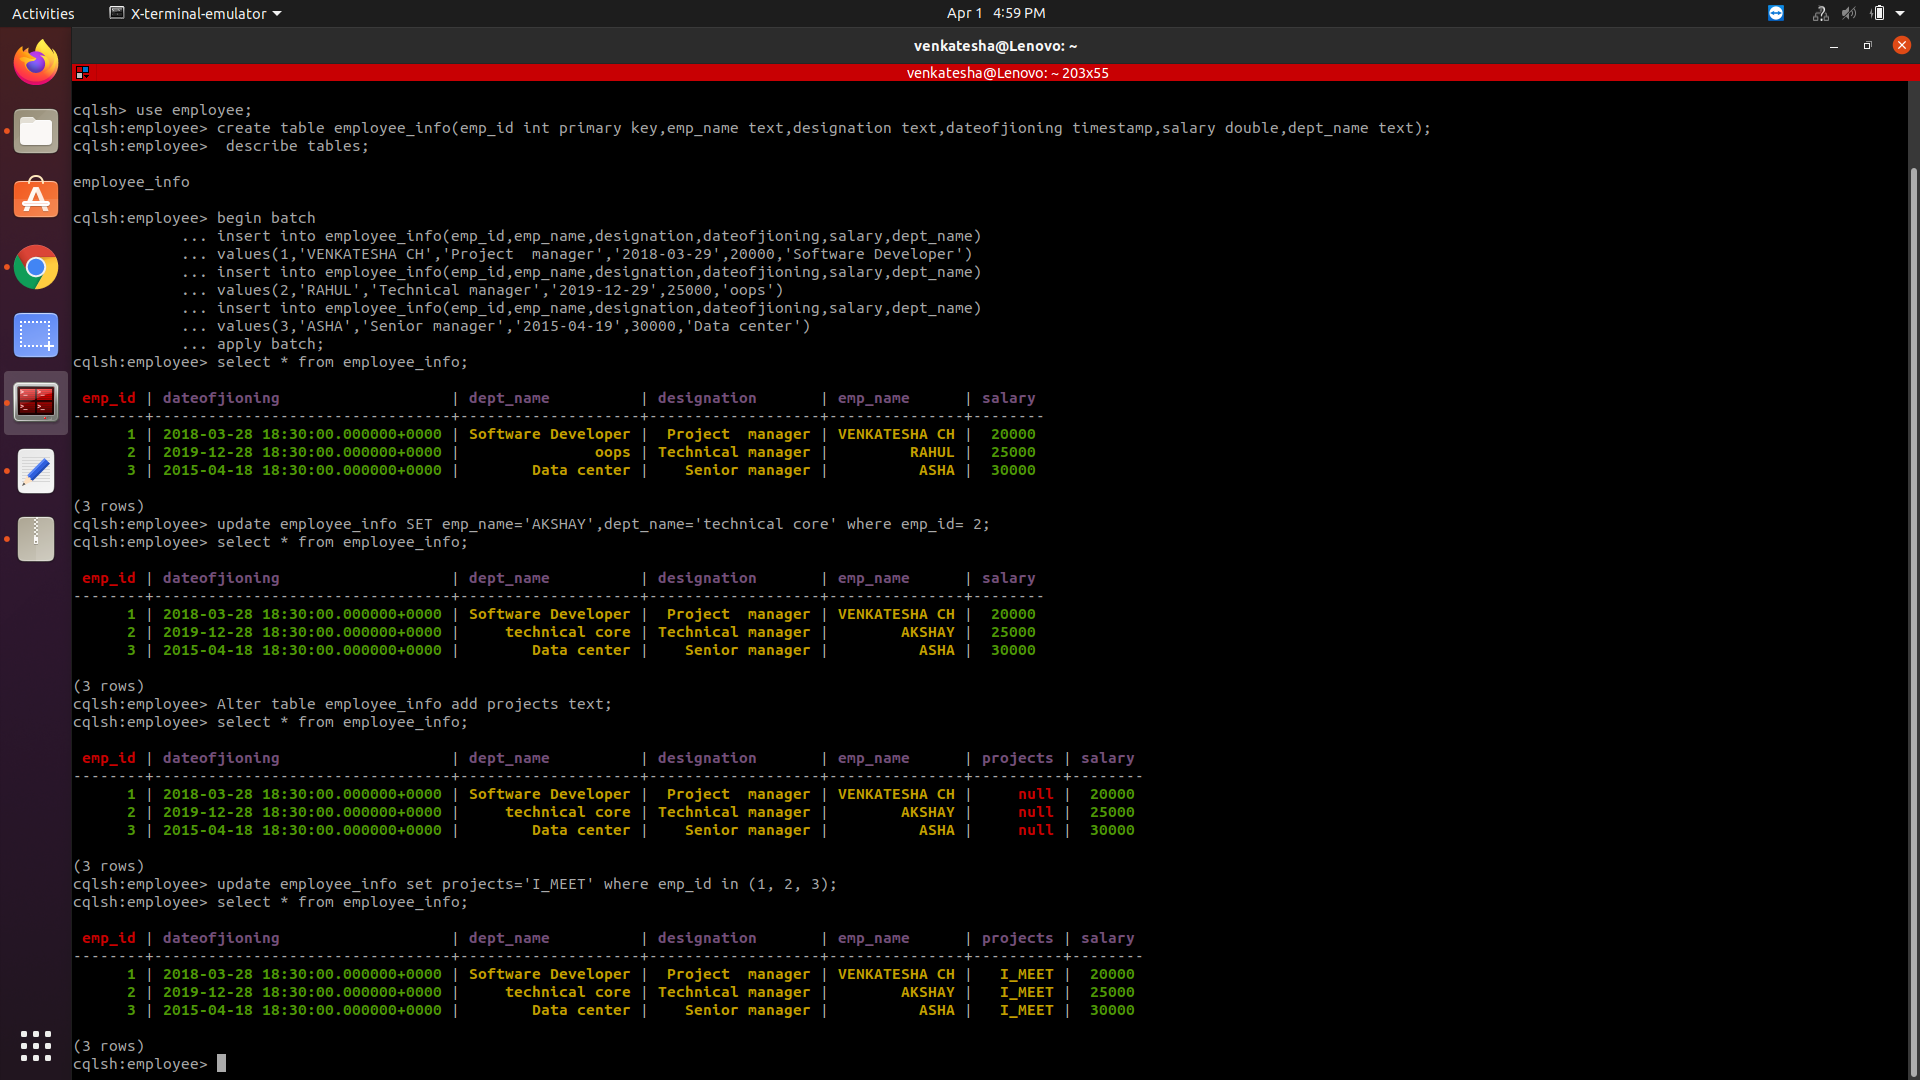 Activities X-terminal-emulator Apr 1 4:59 PM
venkatesha@Lenovo: ~
venkatesha@Lenovo: ~ 203x55
cqlsh> use employee;
cqlsh:employee> create table employee_info(emp_id int primary key,emp_name text,designation text,dateofjioning timestamp,salary double,dept_name text);
cqlsh:employee>  describe tables;
employee_info
cqlsh:employee> begin batch
            ... insert into employee_info(emp_id,emp_name,designation,dateofjioning,salary,dept_name)
            ... values(1,'VENKATESHA CH','Project  manager','2018-03-29',20000,'Software Developer')
            ... insert into employee_info(emp_id,emp_name,designation,dateofjioning,salary,dept_name)
            ... values(2,'RAHUL','Technical manager','2019-12-29',25000,'oops')
            ... insert into employee_info(emp_id,emp_name,designation,dateofjioning,salary,dept_name)
            ... values(3,'ASHA','Senior manager','2015-04-19',30000,'Data center')
            ... apply batch;
cqlsh:employee> select * from employee_info;
 emp_id | dateofjioning                   | dept_name          | designation       | emp_name      | salary
--------+---------------------------------+--------------------+-------------------+---------------+--------
      1 | 2018-03-28 18:30:00.000000+0000 | Software Developer |  Project  manager | VENKATESHA CH |  20000
      2 | 2019-12-28 18:30:00.000000+0000 |               oops | Technical manager |         RAHUL |  25000
      3 | 2015-04-18 18:30:00.000000+0000 |        Data center |    Senior manager |          ASHA |  30000
(3 rows)
cqlsh:employee> update employee_info SET emp_name='AKSHAY',dept_name='technical core' where emp_id= 2;
cqlsh:employee> select * from employee_info;
 emp_id | dateofjioning                   | dept_name          | designation       | emp_name      | salary
--------+---------------------------------+--------------------+-------------------+---------------+--------
      1 | 2018-03-28 18:30:00.000000+0000 | Software Developer |  Project  manager | VENKATESHA CH |  20000
      2 | 2019-12-28 18:30:00.000000+0000 |     technical core | Technical manager |        AKSHAY |  25000
      3 | 2015-04-18 18:30:00.000000+0000 |        Data center |    Senior manager |          ASHA |  30000
(3 rows)
cqlsh:employee> Alter table employee_info add projects text;
cqlsh:employee> select * from employee_info;
 emp_id | dateofjioning                   | dept_name          | designation       | emp_name      | projects | salary
--------+---------------------------------+--------------------+-------------------+---------------+----------+--------
      1 | 2018-03-28 18:30:00.000000+0000 | Software Developer |  Project  manager | VENKATESHA CH |     null |  20000
      2 | 2019-12-28 18:30:00.000000+0000 |     technical core | Technical manager |        AKSHAY |     null |  25000
      3 | 2015-04-18 18:30:00.000000+0000 |        Data center |    Senior manager |          ASHA |     null |  30000
(3 rows)
cqlsh:employee> update employee_info set projects='I_MEET' where emp_id in (1, 2, 3);
cqlsh:employee> select * from employee_info;
 emp_id | dateofjioning                   | dept_name          | designation       | emp_name      | projects | salary
--------+---------------------------------+--------------------+-------------------+---------------+----------+--------
      1 | 2018-03-28 18:30:00.000000+0000 | Software Developer |  Project  manager | VENKATESHA CH |   I_MEET |  20000
      2 | 2019-12-28 18:30:00.000000+0000 |     technical core | Technical manager |        AKSHAY |   I_MEET |  25000
      3 | 2015-04-18 18:30:00.000000+0000 |        Data center |    Senior manager |          ASHA |   I_MEET |  30000
(3 rows)
cqlsh:employee>